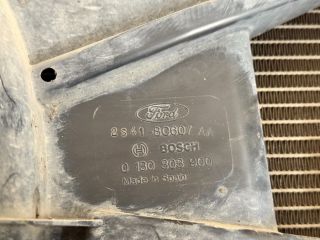 Ford
2S41 8C607 AA
BOSCH
0 130 303 900
Made in Spain